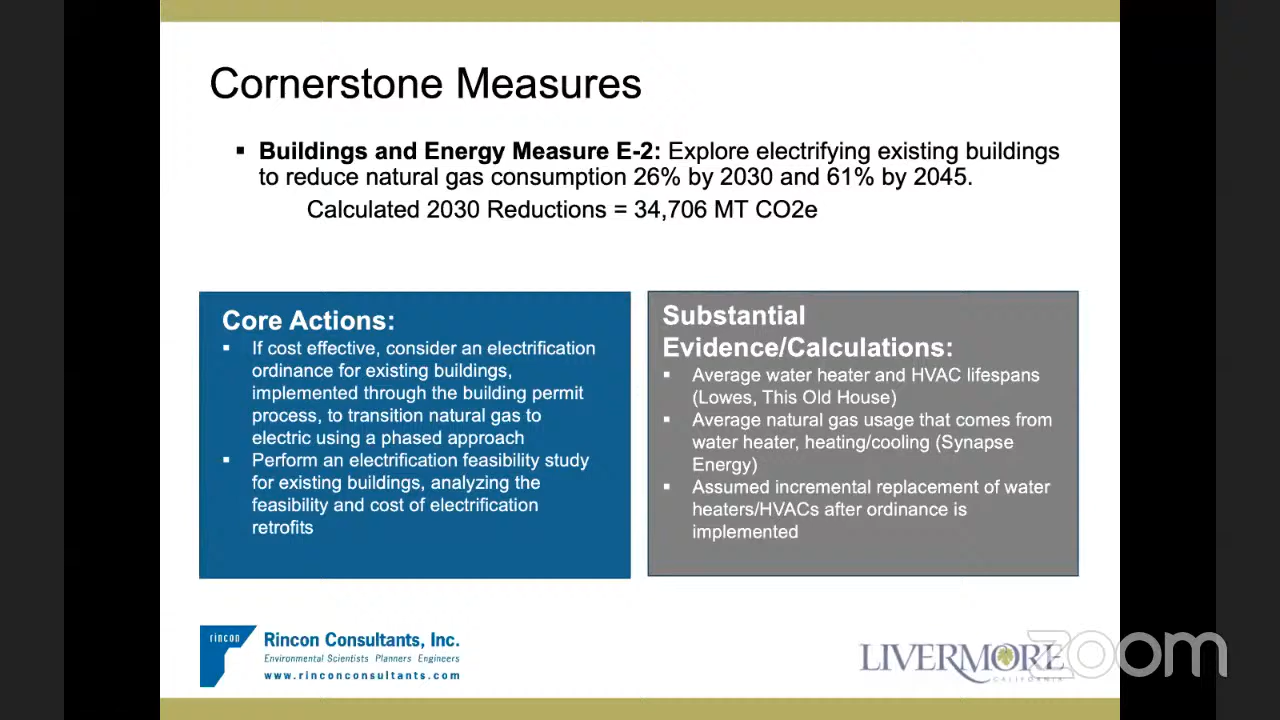 Cornerstone Measures
▪ Buildings and Energy Measure E-2: Explore electrifying existing buildings
to reduce natural gas consumption 26% by 2030 and 61% by 2045.
Calculated 2030 Reductions = 34,706 MT CO2e
Core Actions:
▪ If cost effective, consider an electrification
ordinance for existing buildings,
implemented through the building permit
process, to transition natural gas to
electric using a phased approach
▪ Perform an electrification feasibility study
for existing buildings, analyzing the
feasibility and cost of electrification
retrofits
Substantial
Evidence/Calculations:
▪ Average water heater and HVAC lifespans
(Lowes, This Old House)
▪ Average natural gas usage that comes from
water heater, heating/cooling (Synapse
Energy)
▪ Assumed incremental replacement of water
heaters/HVACs after ordinance is
implemented
rincon
Rincon Consultants, Inc.
Environmental Scientists Planners Engineers
www.rinconconsultants.com
LIVERMORE
CALIFORNIA
zoom